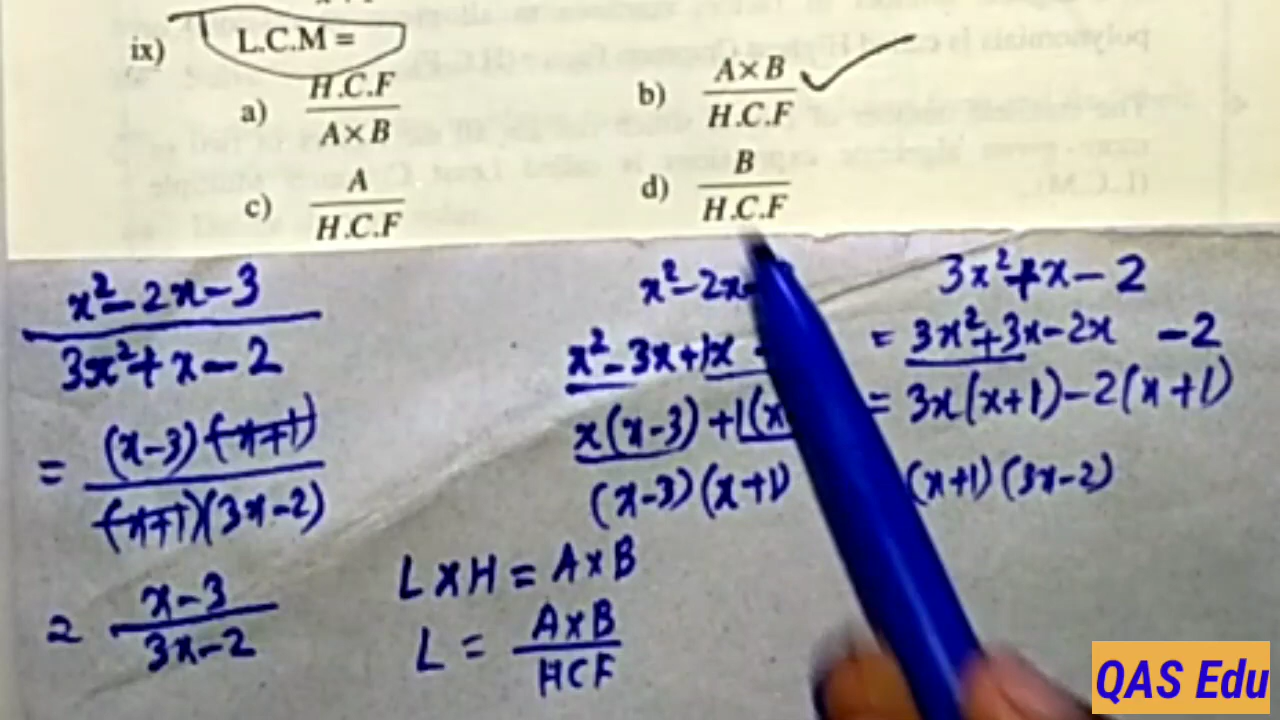 ix) L.C.M =
a) H.C.F / A×B
b) A×B / H.C.F ✓
c) A / H.C.F
d) B / H.C.F
x²-2x-3 / 3x²+x-2
= (x-3)(x+1) / (x+1)(3x-2)
= x-3 / 3x-2
x²-2x-
x²-3x+1x
x(x-3)+1(x
(x-3)(x+1)
L×H = A×B
L = A×B / HCF
3x²+x-2
= 3x²+3x-2x -2
= 3x(x+1)-2(x+1)
(x+1)(3x-2)
QAS Edu